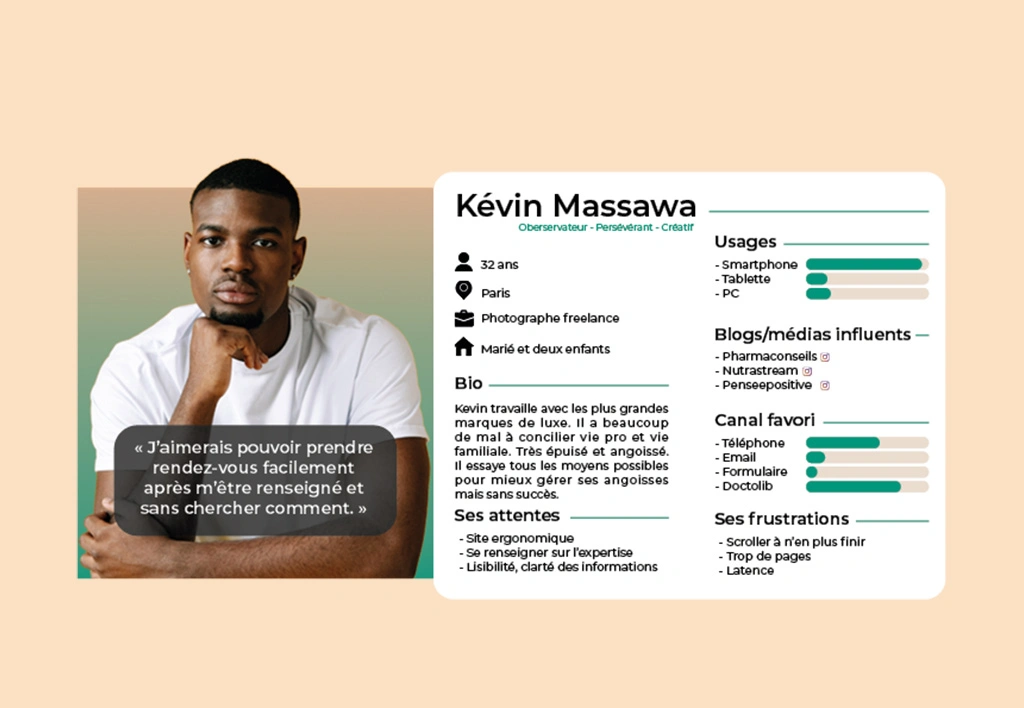 Kévin Massawa
Oberservateur - Persévérant - Créatif
32 ans
Paris
Photographe freelance
Marié et deux enfants
Bio
Kevin travaille avec les plus grandes
marques de luxe. Il a beaucoup
de mal à concilier vie pro et vie
familiale. Très épuisé et angoissé.
Il essaye tous les moyens possibles
pour mieux gérer ses angoisses
mais sans succès.
Ses attentes
- Site ergonomique
- Se renseigner sur l'expertise
- Lisibilité, clarté des informations
Usages
- Smartphone
- Tablette
- PC
Blogs/médias influents
- Pharmaconseils
- Nutrastream
- Penseepositive
Canal favori
- Téléphone
- Email
- Formulaire
- Doctolib
Ses frustrations
- Scroller à n'en plus finir
- Trop de pages
- Latence
« J'aimerais pouvoir prendre
rendez-vous facilement
après m'être renseigné et
sans chercher comment. »